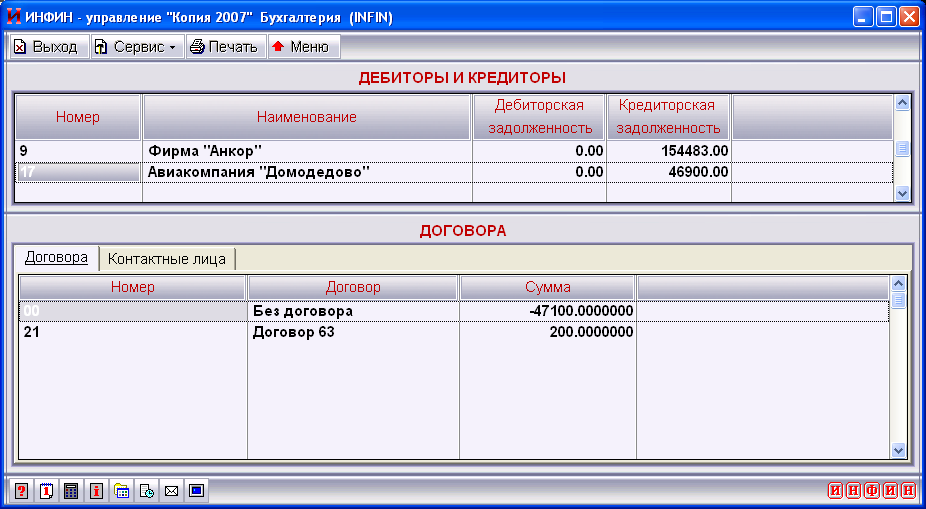 ИНФИН - управление "Копия 2007" Бухгалтерия (INFIN)
Выход Сервис Печать Меню
ДЕБИТОРЫ И КРЕДИТОРЫ
Номер Наименование Дебиторская задолженность Кредиторская задолженность
9 Фирма "Анкор" 0.00 154483.00
17 Авиакомпания "Домодедово" 0.00 46900.00
ДОГОВОРА
Договора Контактные лица
Номер Договор Сумма
00 Без договора -47100.0000000
21 Договор 63 200.0000000
ИНФИН